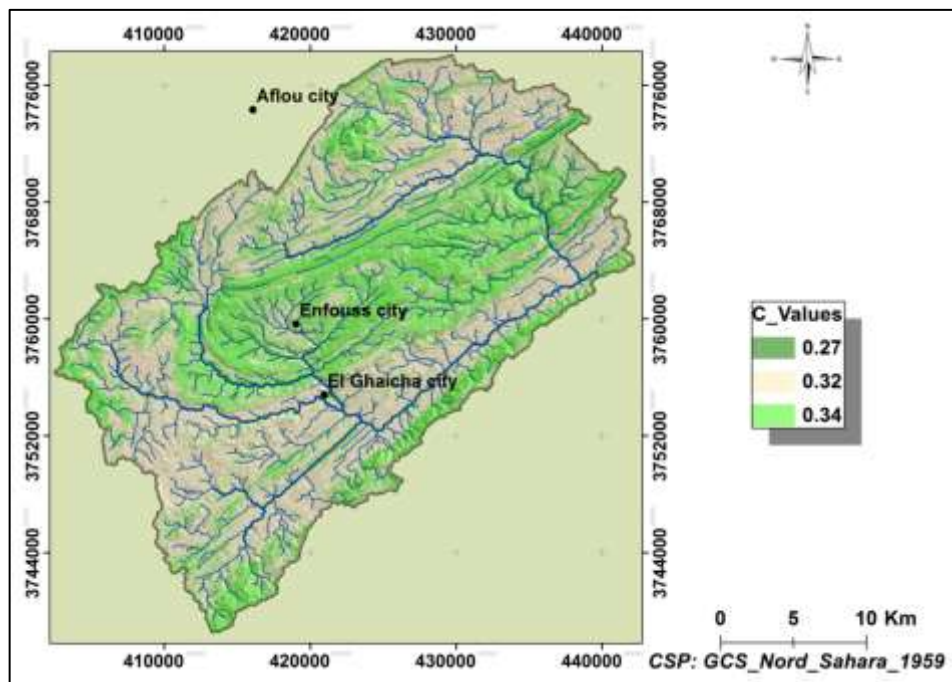 410000 420000 430000 440000
N
Aflou city
3776000
3776000
3768000
3768000
Enfouss city
3760000
3760000
El Ghaicha city
3752000
3752000
3744000
3744000
410000 420000 430000 440000
C_Values
0.27
0.32
0.34
0 5 10 Km
CSP: GCS_Nord_Sahara_1959